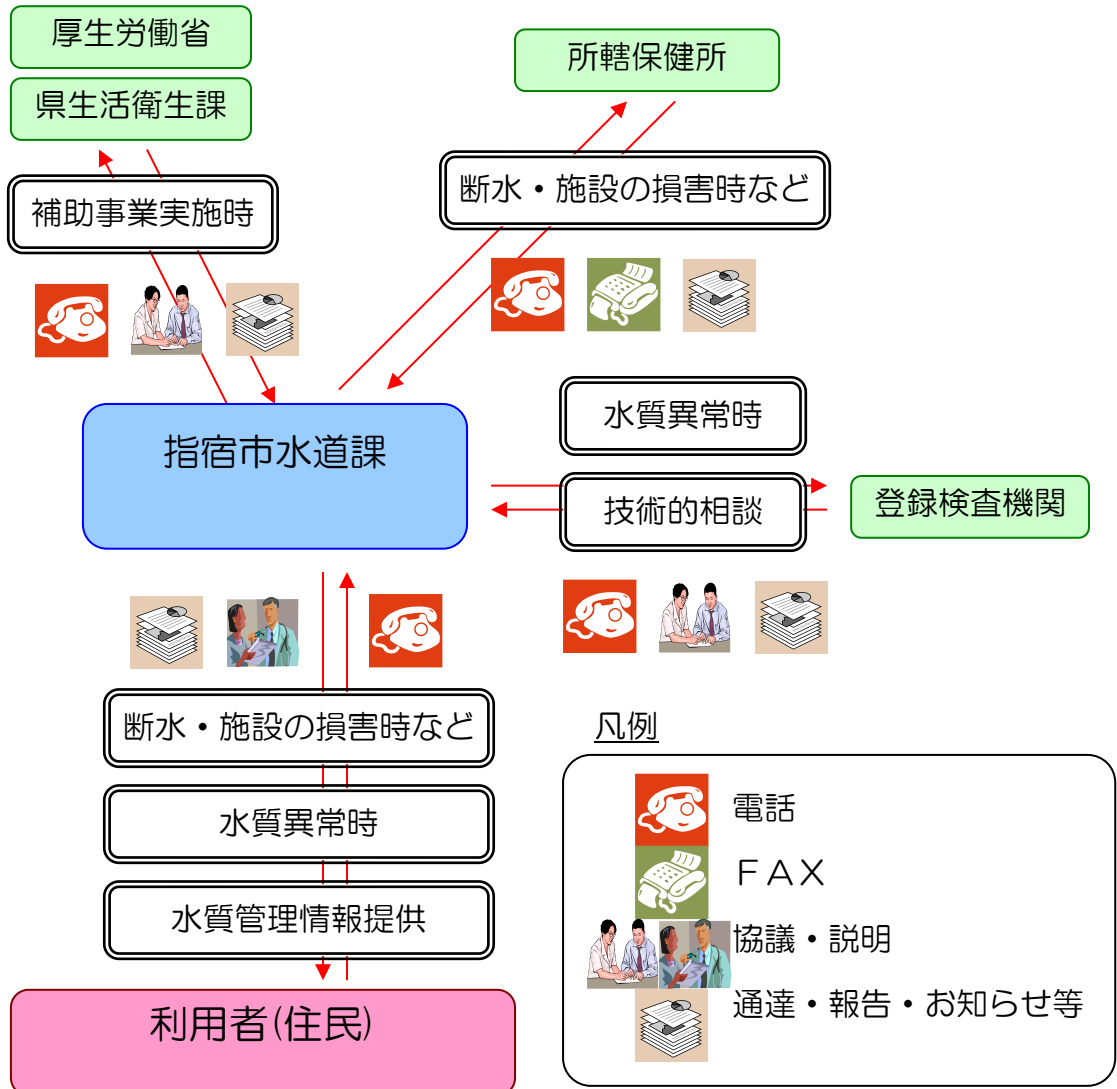 厚生労働省
県生活衛生課
所轄保健所
補助事業実施時
断水・施設の損害時など
指宿市水道課
水質異常時
技術的相談
登録検査機関
断水・施設の損害時など
水質異常時
水質管理情報提供
利用者(住民)
凡例
電話
ＦＡＸ
協議・説明
通達・報告・お知らせ等